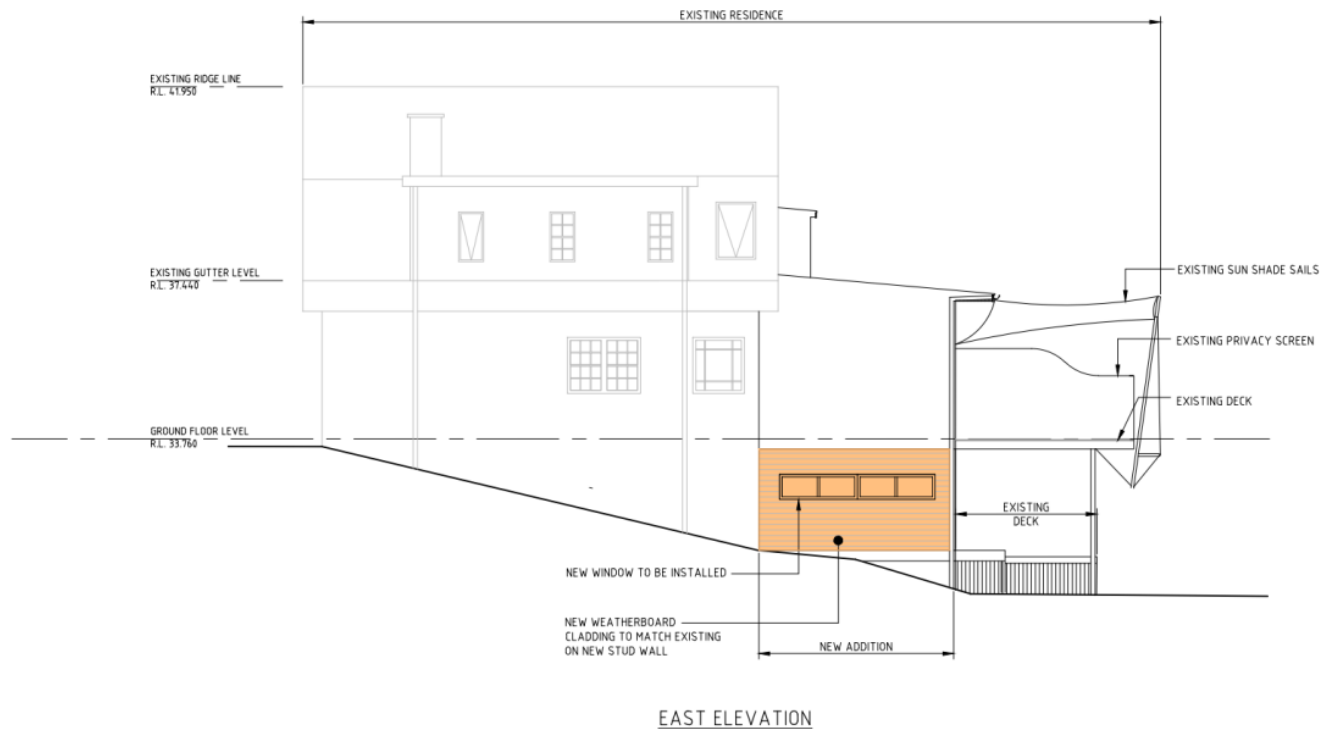 EXISTING RESIDENCE
EXISTING RIDGE LINE
R.L. 41.950
EXISTING GUTTER LEVEL
R.L. 37.440
EXISTING SUN SHADE SAILS
EXISTING PRIVACY SCREEN
EXISTING DECK
GROUND FLOOR LEVEL
R.L. 33.760
EXISTING
DECK
NEW WINDOW TO BE INSTALLED
NEW WEATHERBOARD
CLADDING TO MATCH EXISTING
ON NEW STUD WALL
NEW ADDITION
EAST ELEVATION